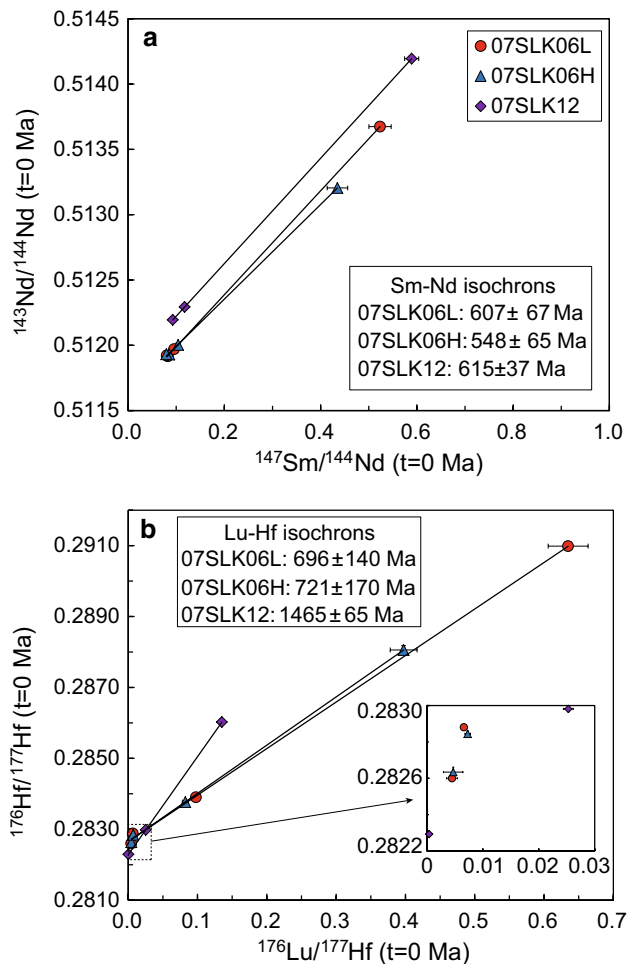 a
07SLK06L
07SLK06H
07SLK12
0.5145
0.5140
0.5135
0.5130
0.5125
0.5120
0.5115
143Nd/144Nd (t=0 Ma)
Sm-Nd isochrons
07SLK06L: 607± 67 Ma
07SLK06H: 548± 65 Ma
07SLK12: 615±37 Ma
0.0 0.2 0.4 0.6 0.8 1.0
147Sm/144Nd (t=0 Ma)
b
Lu-Hf isochrons
07SLK06L: 696±140 Ma
07SLK06H: 721±170 Ma
07SLK12: 1465±65 Ma
0.2910
0.2890
0.2870
0.2850
0.2830
0.2810
176Hf/177Hf (t=0 Ma)
0.2830
0.2826
0.2822
0 0.01 0.02 0.03
0.0 0.1 0.2 0.3 0.4 0.5 0.6 0.7
176Lu/177Hf (t=0 Ma)